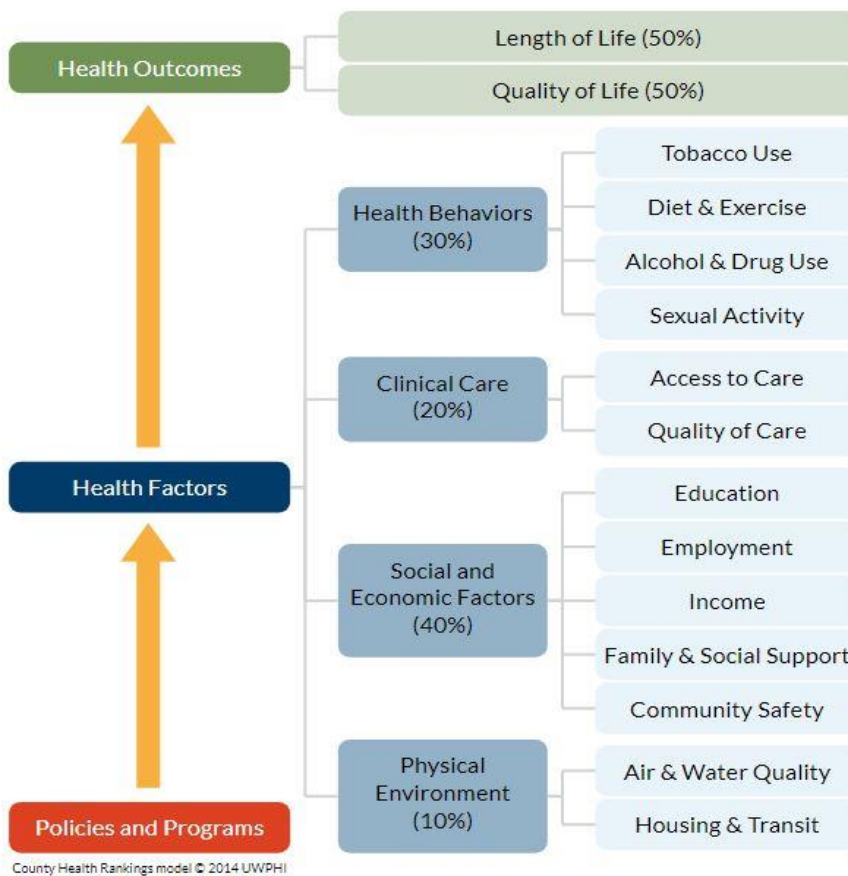 Health Outcomes
Length of Life (50%)
Quality of Life (50%)
Health Behaviors
(30%)
Tobacco Use
Diet & Exercise
Alcohol & Drug Use
Sexual Activity
Clinical Care
(20%)
Access to Care
Quality of Care
Health Factors
Social and
Economic Factors
(40%)
Education
Employment
Income
Family & Social Support
Community Safety
Physical
Environment
(10%)
Air & Water Quality
Housing & Transit
Policies and Programs
County Health Rankings model © 2014 UWPHI